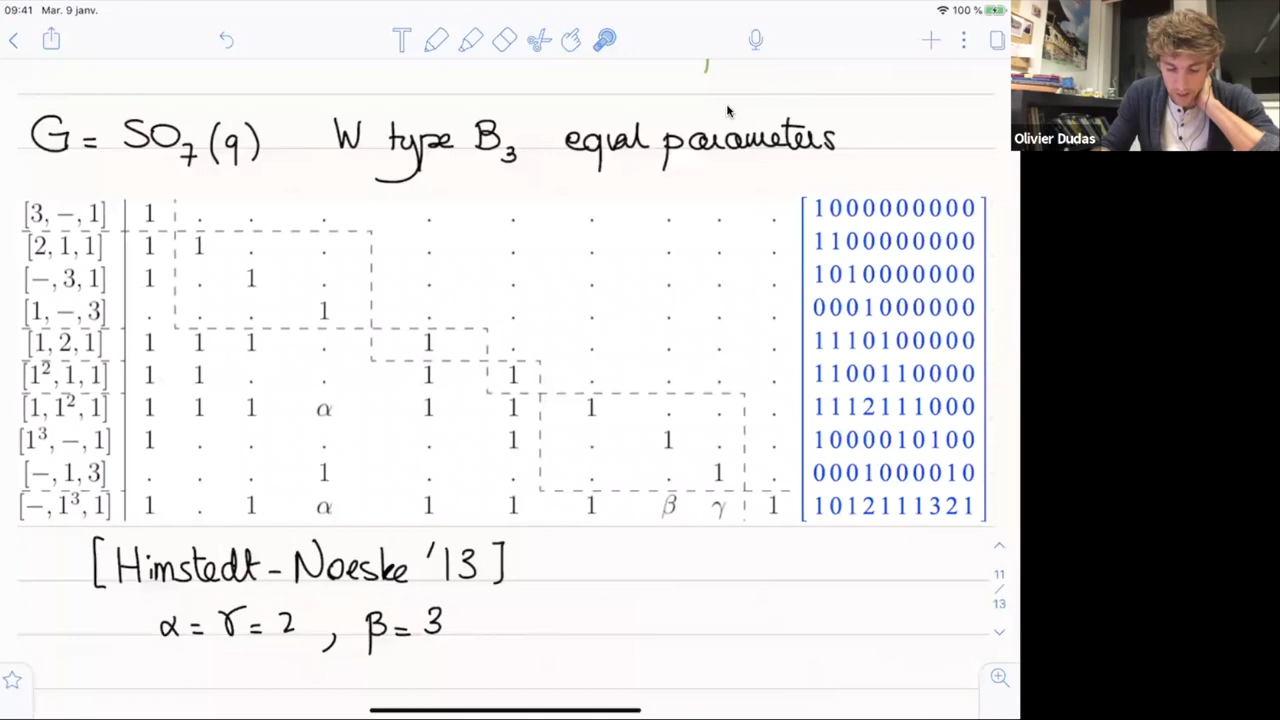 09:41 Mar. 9 janv. 100 %
Olivier Dudas
G = SO₇(q) W type B₃ equal parameters
[3, −, 1] 1 . . . . . . . . . 1000000000
[2, 1, 1] 1 1 . . . . . . . . 1100000000
[−, 3, 1] 1 . 1 . . . . . . . 1010000000
[1, −, 3] . . . 1 . . . . . . 0001000000
[1, 2, 1] 1 1 1 . 1 . . . . . 1110100000
[1², 1, 1] 1 1 . . 1 1 . . . . 1100110000
[1, 1², 1] 1 1 1 α 1 1 1 . . . 1112111000
[1³, −, 1] 1 . . . . 1 . 1 . . 1000010100
[−, 1, 3] . . . 1 . . . . 1 . 0001000010
[−, 1³, 1] 1 . 1 α 1 1 1 β γ 1 1012111321
[Himstedt - Noeske '13]
α = γ = 2 , β = 3
11
/
13